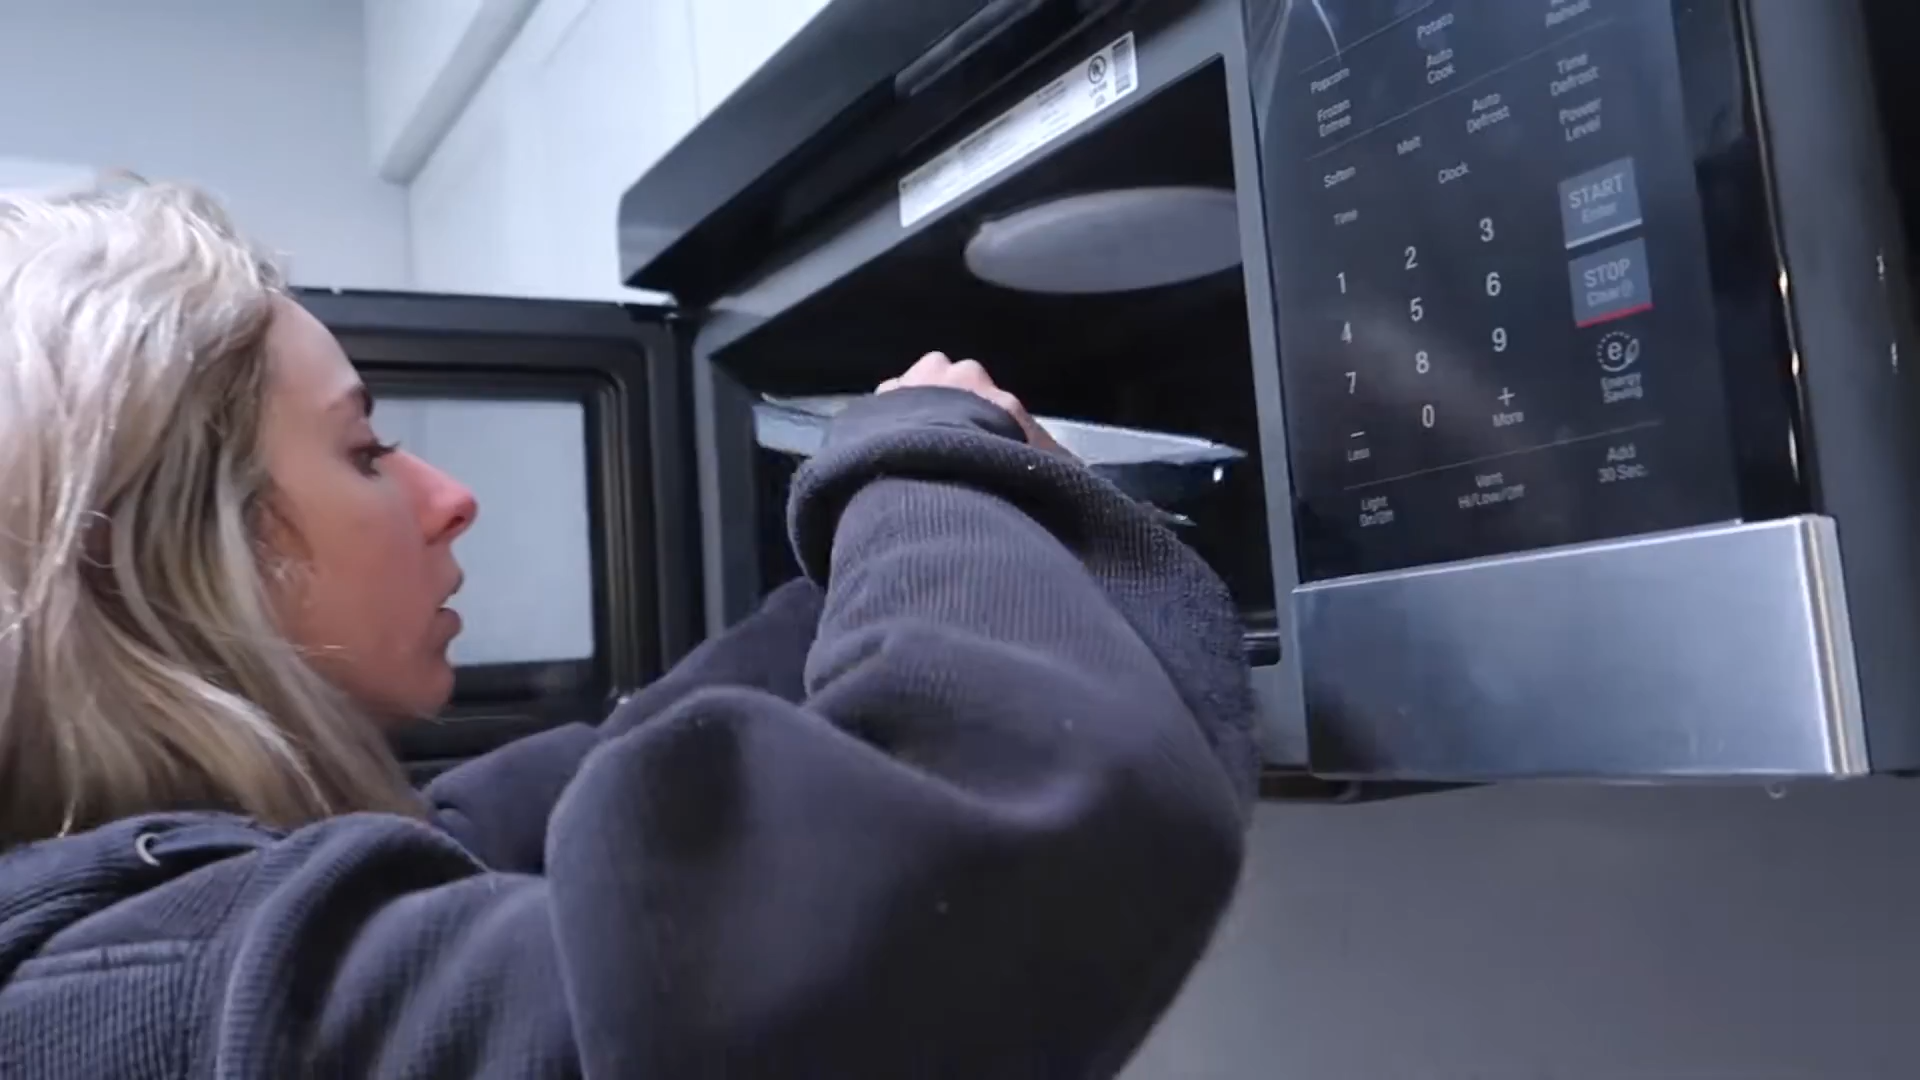 Potato
Reheat
Popcorn
Auto
Cook
Time
Defrost
Frozen
Entree
Auto
Defrost
Power
Level
Melt
Soften
Clock
Time
START
Enter
1 2 3
STOP
Clear
4 5 6
7 8 9
e
Energy
Saving
0
−
Less
+
More
Light
On/Off
Vent
Hi/Low/Off
Add
30 Sec.